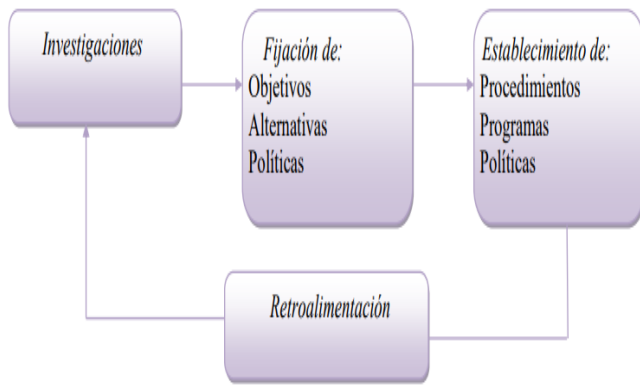 Investigaciones
Fijación de:
Objetivos
Alternativas
Políticas
Establecimiento de:
Procedimientos
Programas
Políticas
Retroalimentación